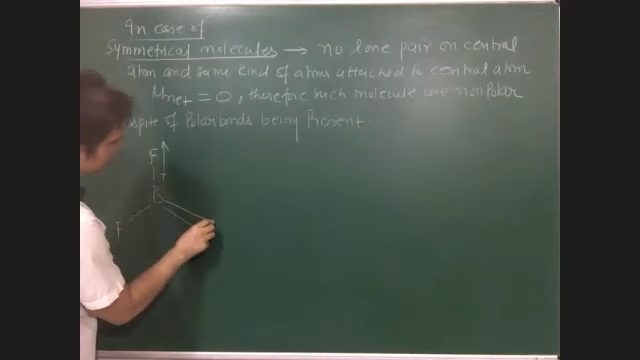 In case of
Symmetrical molecules → no lone pair on central
atom and same kind of atoms attached to central atom
μnet = 0, therefore such molecule are non Polar
spite of Polar bonds being Present.
F
B
F